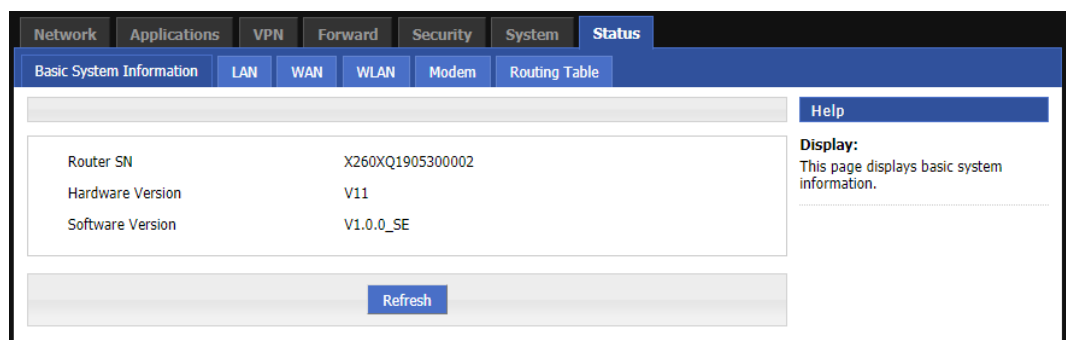 Network Applications VPN Forward Security System Status
Basic System Information LAN WAN WLAN Modem Routing Table
Help
Router SN X260XQ1905300002
Hardware Version V11
Software Version V1.0.0_SE
Display:
This page displays basic system
information.
Refresh